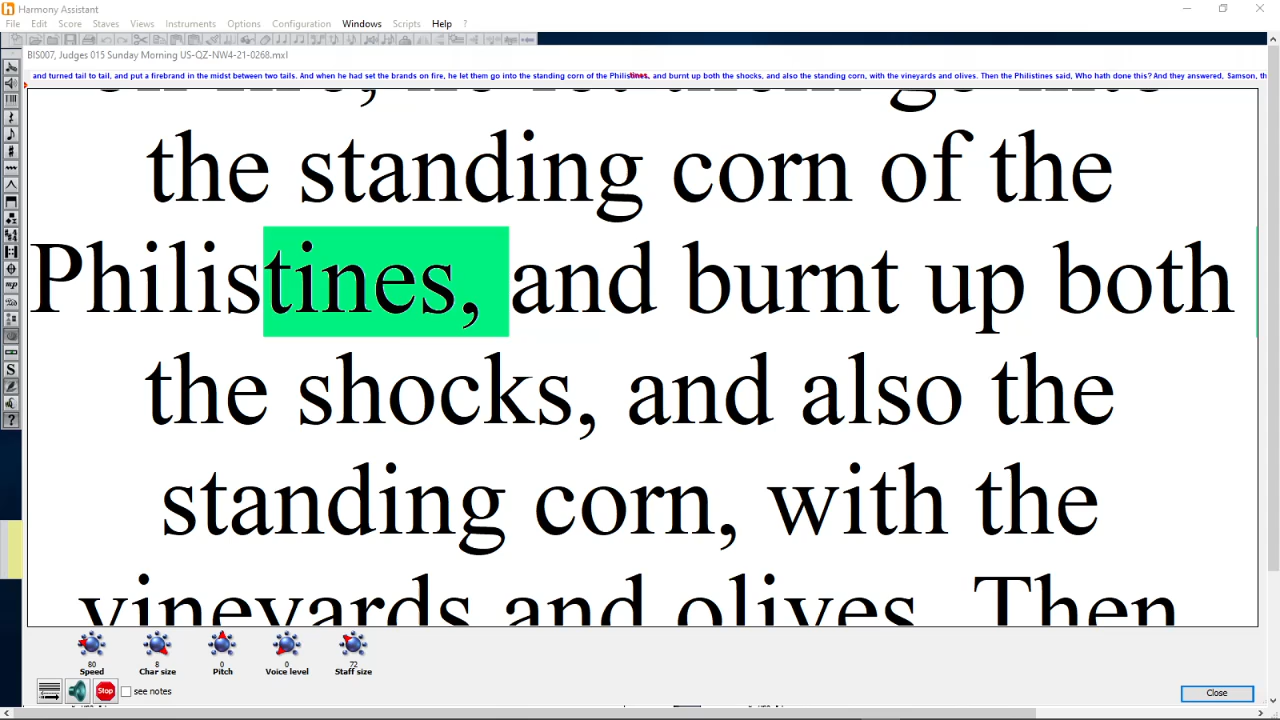 Harmony Assistant
File Edit Score Staves Views Instruments Options Configuration Windows Scripts Help ?
BIS007, Judges 015 Sunday Morning US-QZ-NW4-21-0268.mxl
and turned tail to tail, and put a firebrand in the midst between two tails. And when he had set the brands on fire, he let them go into the standing corn of the Philistines, and burnt up both the shocks, and also the standing corn, with the vineyards and olives. Then the Philistines said, Who hath done this? And they answered, Samson, th
the standing corn of the
Philistines, and burnt up both
the shocks, and also the
standing corn, with the
vineyards and olives. Then
80 8 0 0 72
Speed Char size Pitch Voice level Staff size
Stop see notes
Close